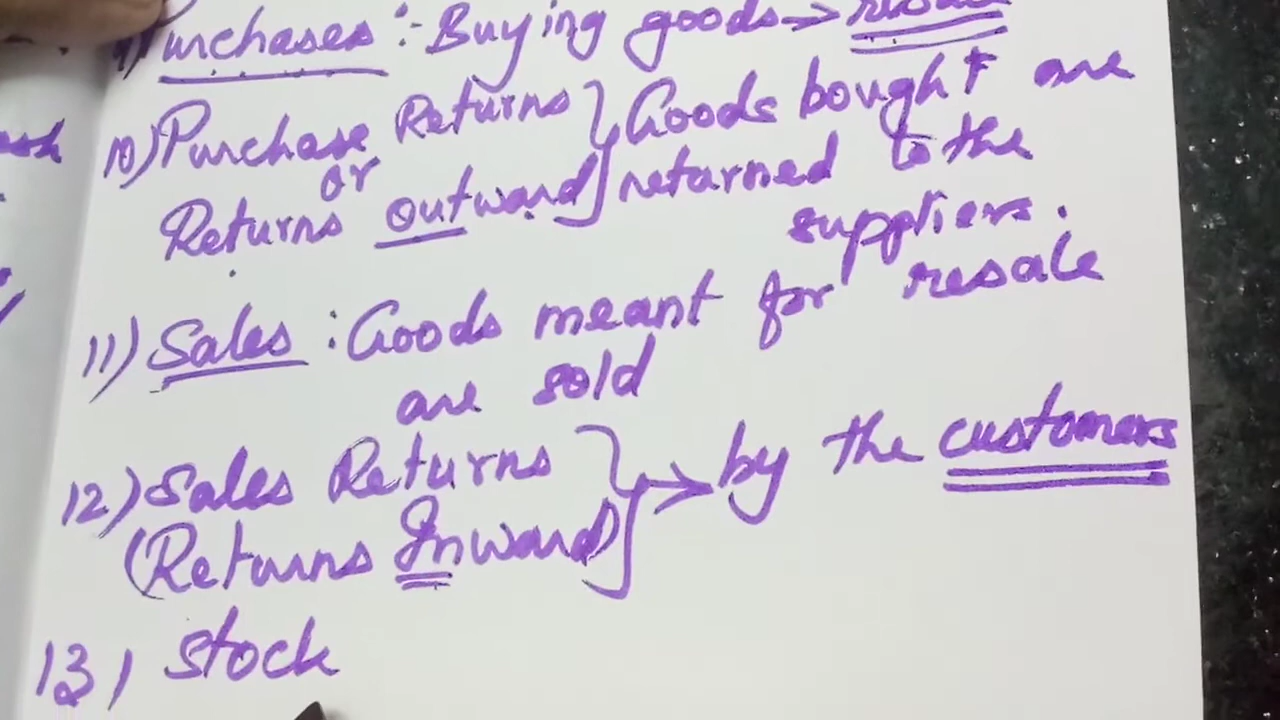 9) Purchases :- Buying goods → resale
10) Purchase Returns } Goods bought are
or
Returns outward } returned to the
suppliers.
11) Sales : Goods meant for resale
are sold
12) Sales Returns } → by the customers
(Returns Inward)
13) stock